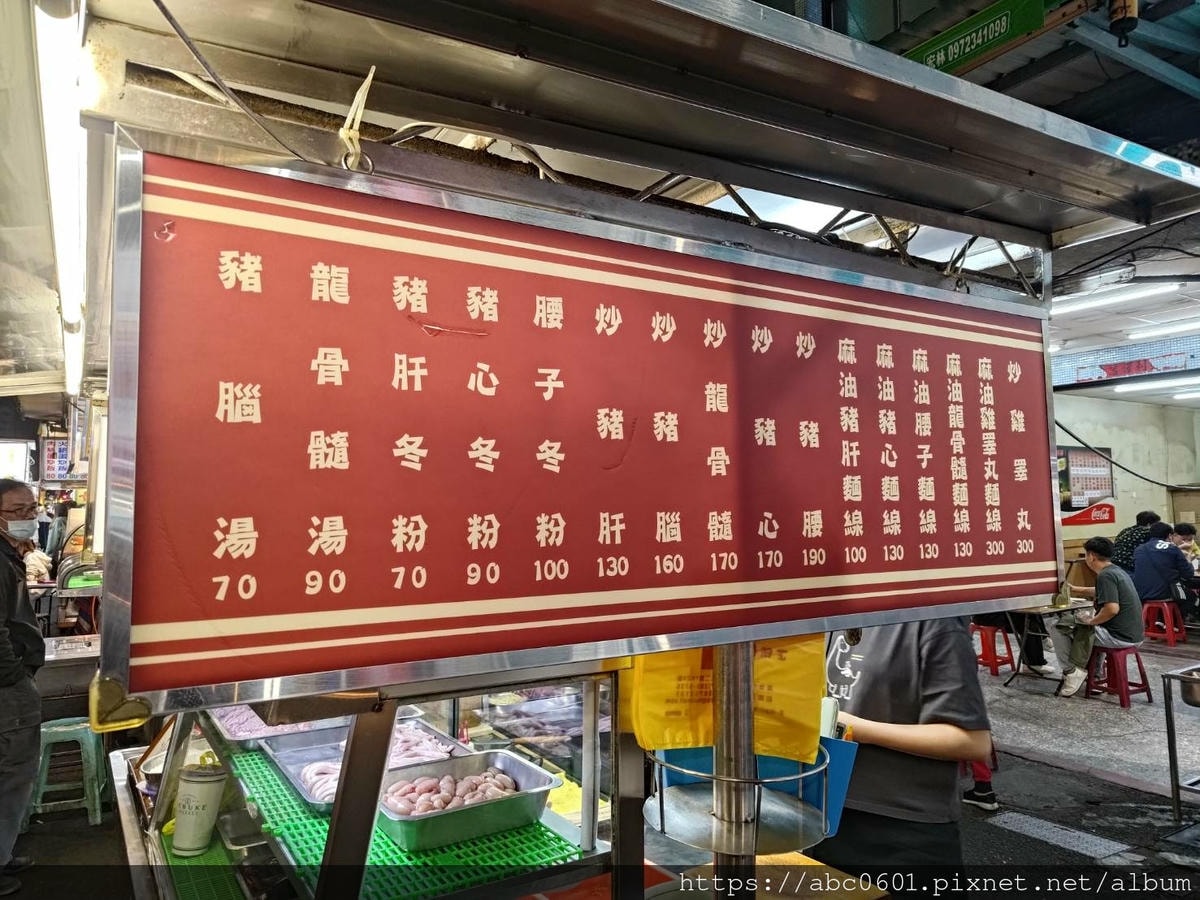 宏林 0972341098
豬腦湯 70
龍骨髓湯 90
豬肝冬粉 70
豬心冬粉 90
腰子冬粉 100
炒豬肝 130
炒豬腦 160
炒龍骨髓 170
炒豬心 170
炒豬腰 190
麻油豬肝麵線 100
麻油豬心麵線 130
麻油腰子麵線 130
麻油龍骨髓麵線 130
麻油雞睪丸麵線 300
炒雞睪丸 300
Coca-Cola
https://abc0601.pixnet.net/album